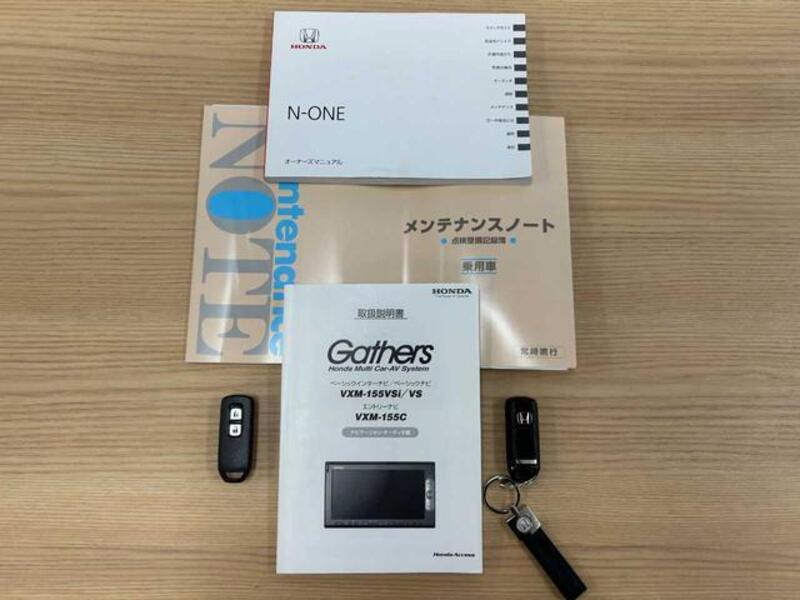 HONDA
N-ONE
オーナーズマニュアル
Maintenance
NOTE
メンテナンスノート
点検整備記録簿
乗用車
常時携行
HONDA
取扱説明書
Gathers
Honda Multi Car-AV System
ベーシックインターナビ/ベーシックナビ
VXM-155VSi/VS
エントリーナビ
VXM-155C
Honda Access